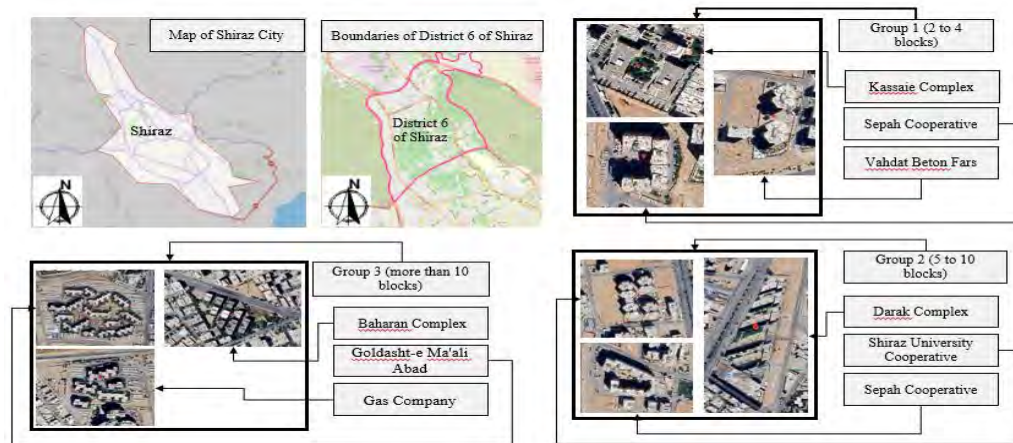 Map of Shiraz City
Shiraz
N
Boundaries of District 6 of Shiraz
District 6
of Shiraz
N
Group 1 (2 to 4
blocks)
Kassaie Complex
Sepah Cooperative
Vahdat Beton Fars
Group 3 (more than 10
blocks)
Baharan Complex
Goldasht-e Ma'ali
Abad
Gas Company
Group 2 (5 to 10
blocks)
Darak Complex
Shiraz University
Cooperative
Sepah Cooperative